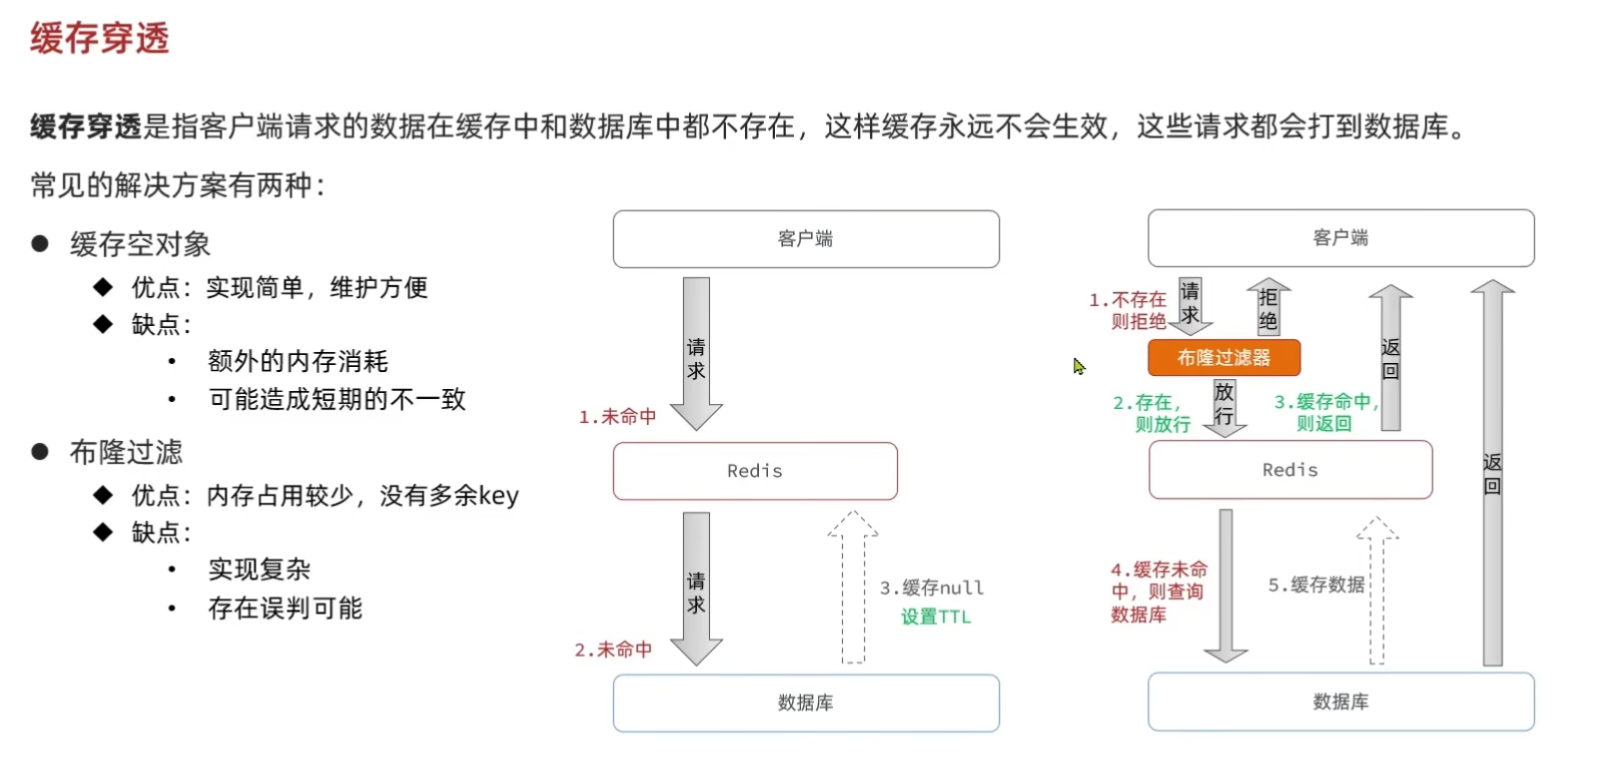 缓存穿透
缓存穿透是指客户端请求的数据在缓存中和数据库中都不存在，这样缓存永远不会生效，这些请求都会打到数据库。
常见的解决方案有两种：
● 缓存空对象
◆ 优点：实现简单，维护方便
◆ 缺点：
• 额外的内存消耗
• 可能造成短期的不一致
● 布隆过滤
◆ 优点：内存占用较少，没有多余key
◆ 缺点：
• 实现复杂
• 存在误判可能
客户端
请求
1.未命中
Redis
请求
2.未命中
3.缓存null
设置TTL
数据库
客户端
1.不存在
则拒绝
请求
拒绝
布隆过滤器
2.存在，
则放行
放行
3.缓存命中，
则返回
返回
Redis
返回
4.缓存未命
中，则查询
数据库
5.缓存数据
数据库